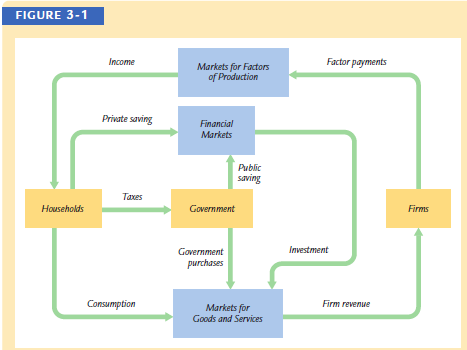 FIGURE 3-1
Income
Markets for Factors
of Production
Factor payments
Private saving
Financial
Markets
Public
saving
Households
Taxes
Government
Firms
Government
purchases
Investment
Consumption
Markets for
Goods and Services
Firm revenue